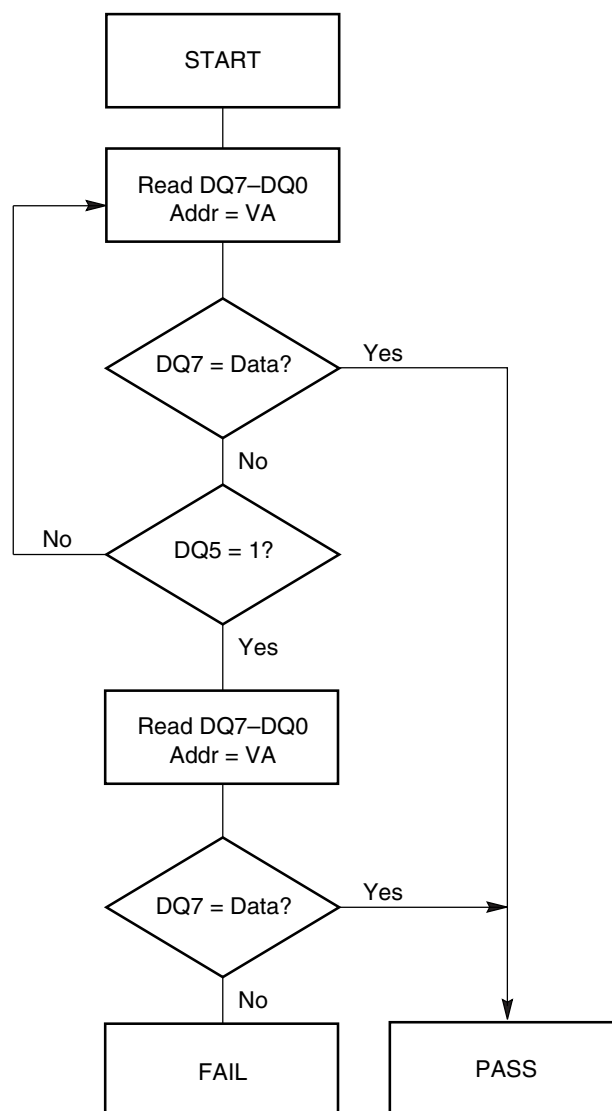 START
Read DQ7–DQ0
Addr = VA
DQ7 = Data?
Yes
No
No
DQ5 = 1?
Yes
Read DQ7–DQ0
Addr = VA
DQ7 = Data?
Yes
No
FAIL
PASS